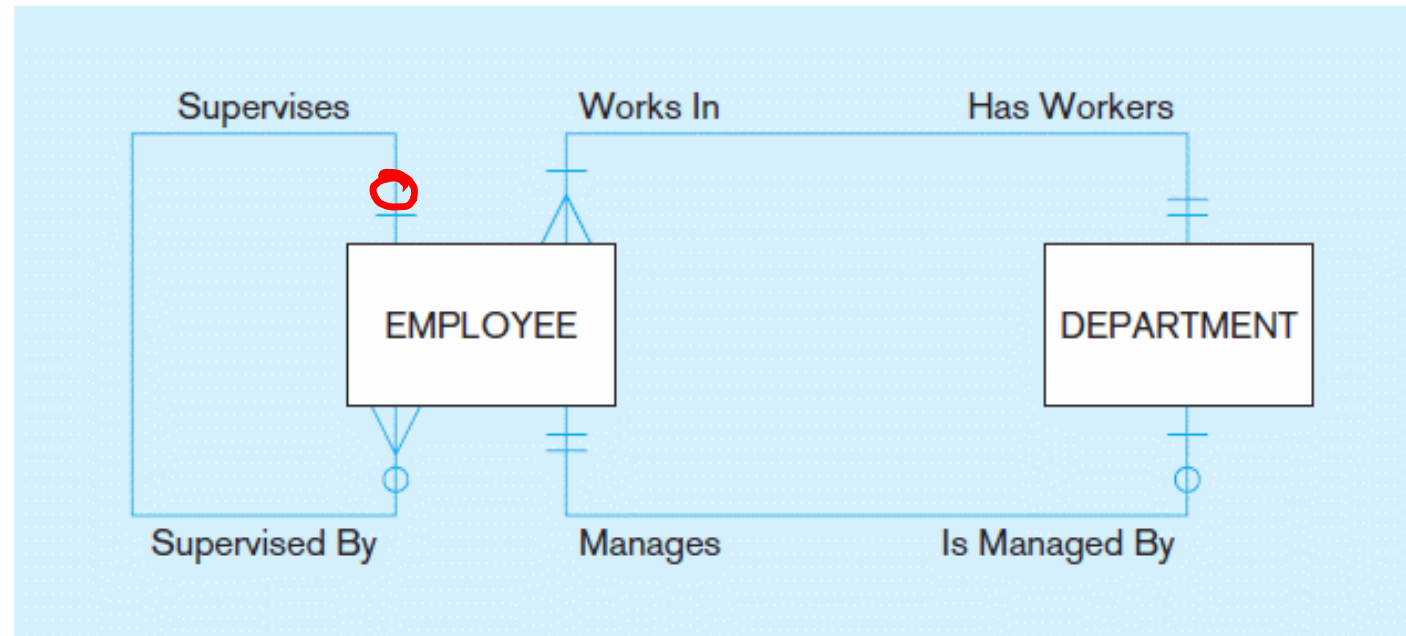 Supervises Works In Has Workers
EMPLOYEE DEPARTMENT
Supervised By Manages Is Managed By